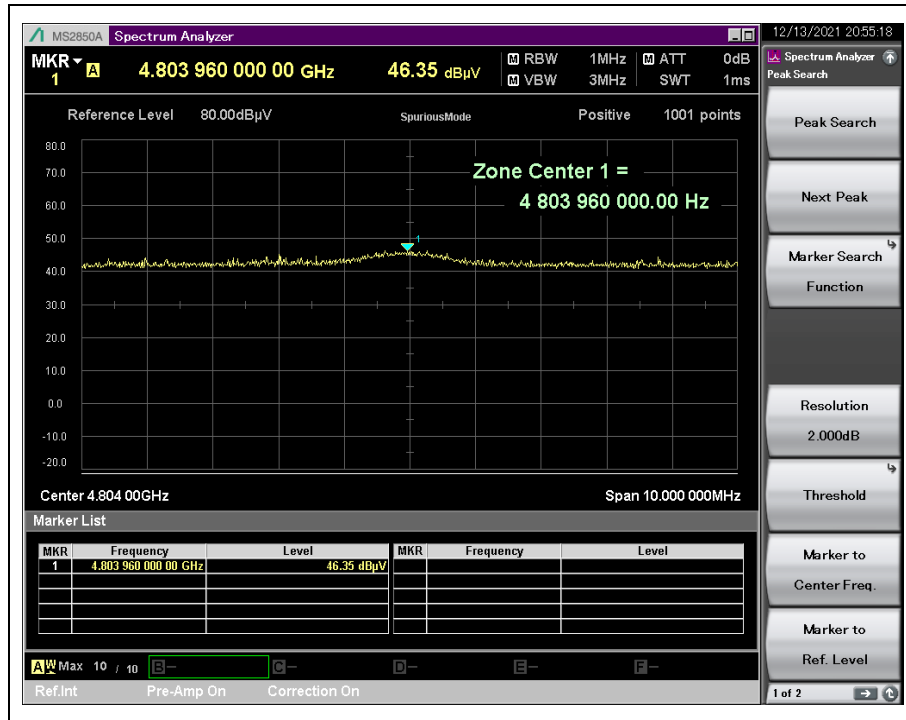 MS2850A Spectrum Analyzer
12/13/2021 20:55:18
MKR 1 A 4.803 960 000 00 GHz 46.35 dBμV
M RBW 1MHz M ATT 0dB
M VBW 3MHz SWT 1ms
Spectrum Analyzer
Peak Search
Reference Level 80.00dBμV SpuriousMode Positive 1001 points
80.0
70.0
60.0
50.0
40.0
30.0
20.0
10.0
0.0
-10.0
-20.0
Zone Center 1 =
4 803 960 000.00 Hz
1
Center 4.804 00GHz Span 10.000 000MHz
Marker List
MKR Frequency Level MKR Frequency Level
1 4.803 960 000 00 GHz 46.35 dBμV
A W Max 10 / 10 B- C- D- E- F-
Ref.Int Pre-Amp On Correction On
Peak Search
Next Peak
Marker Search
Function
Resolution
2.000dB
Threshold
Marker to
Center Freq.
Marker to
Ref. Level
1 of 2